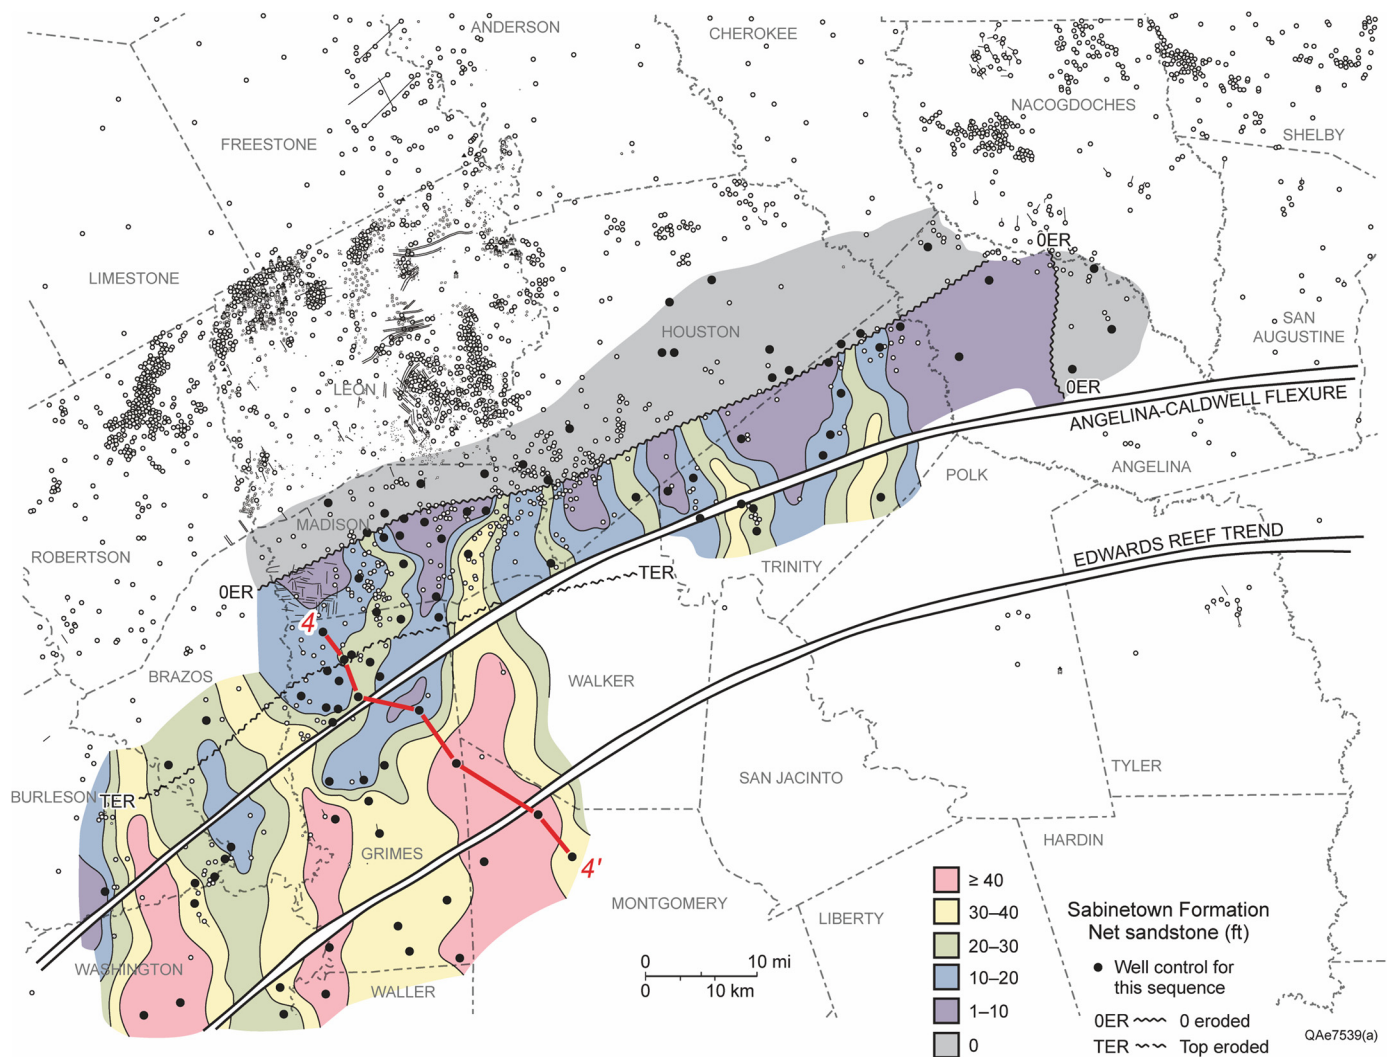 ANDERSON
CHEROKEE
NACOGDOCHES
SHELBY
FREESTONE
0ER
LIMESTONE
HOUSTON
SAN
AUGUSTINE
LEON
0ER
ANGELINA-CALDWELL FLEXURE
POLK
ANGELINA
MADISON
ROBERTSON
EDWARDS REEF TREND
TRINITY
TER
0ER
4
BRAZOS
WALKER
SAN JACINTO
TYLER
BURLESON
TER
HARDIN
GRIMES
4'
MONTGOMERY
LIBERTY
WASHINGTON
WALLER
0 10 mi
0 10 km
≥ 40
30–40
20–30
10–20
1–10
0
Sabinetown Formation
Net sandstone (ft)
Well control for
this sequence
0ER 0 eroded
TER Top eroded
QAe7539(a)